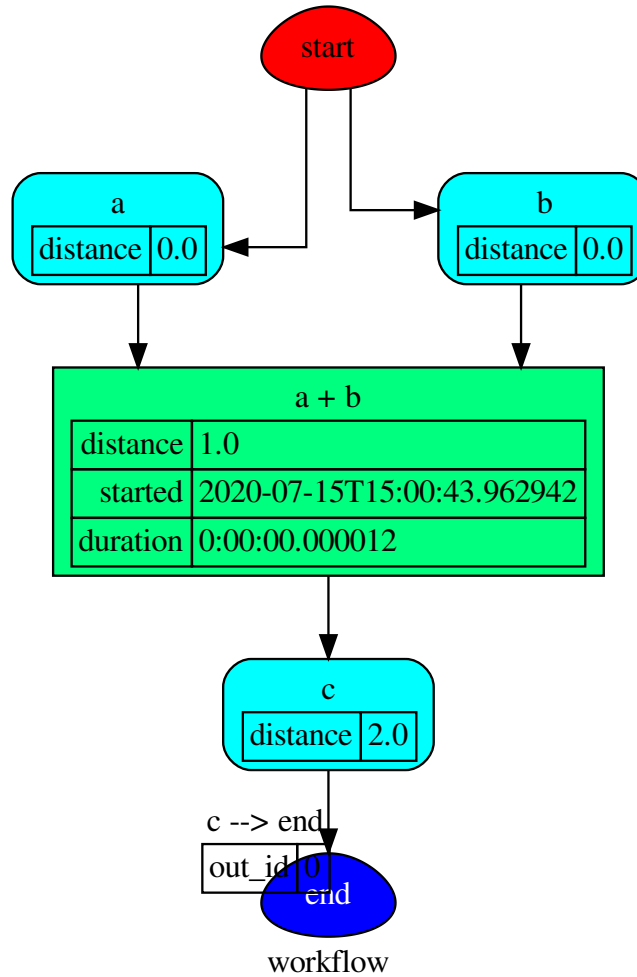 start
a
distance 0.0
b
distance 0.0
a + b
distance 1.0
started 2020-07-15T15:00:43.962942
duration 0:00:00.000012
c
distance 2.0
c --> end
out_id 0
end
workflow